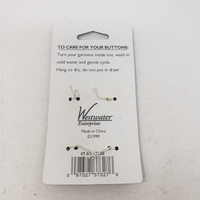 TO CARE FOR YOUR BUTTONS:
Turn your garment inside out, wash in
cold water and gentle cycle.
Hang to dry, do not put in dryer
Westwater
Enterprises
Made in China
©1999